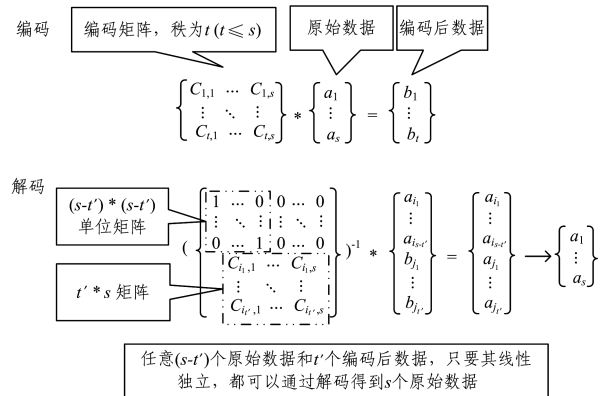 编码
编码矩阵，秩为t (t⩽s)
原始数据
编码后数据
C1,1 … C1,s a1 b1
⋮ ⋱ ⋮ * ⋮ = ⋮
Ct,1 … Ct,s as bt
解码
(s-t′) * (s-t′)
单位矩阵
t′ * s 矩阵
( 1 … 0 0 … 0
⋮ ⋱ ⋮ ⋮ ⋱ ⋮
0 … 1 0 … 0
Ci1,1 … Ci1,s
⋮ ⋱ ⋮
Cit′,1 … Cit′,s )-1
*
ai1
⋮
ais-t′
bj1
⋮
bjt′
=
ai1
⋮
ais-t′
aj1
⋮
ajt′
→
a1
⋮
as
任意(s-t′)个原始数据和t′个编码后数据，只要其线性
独立，都可以通过解码得到s个原始数据